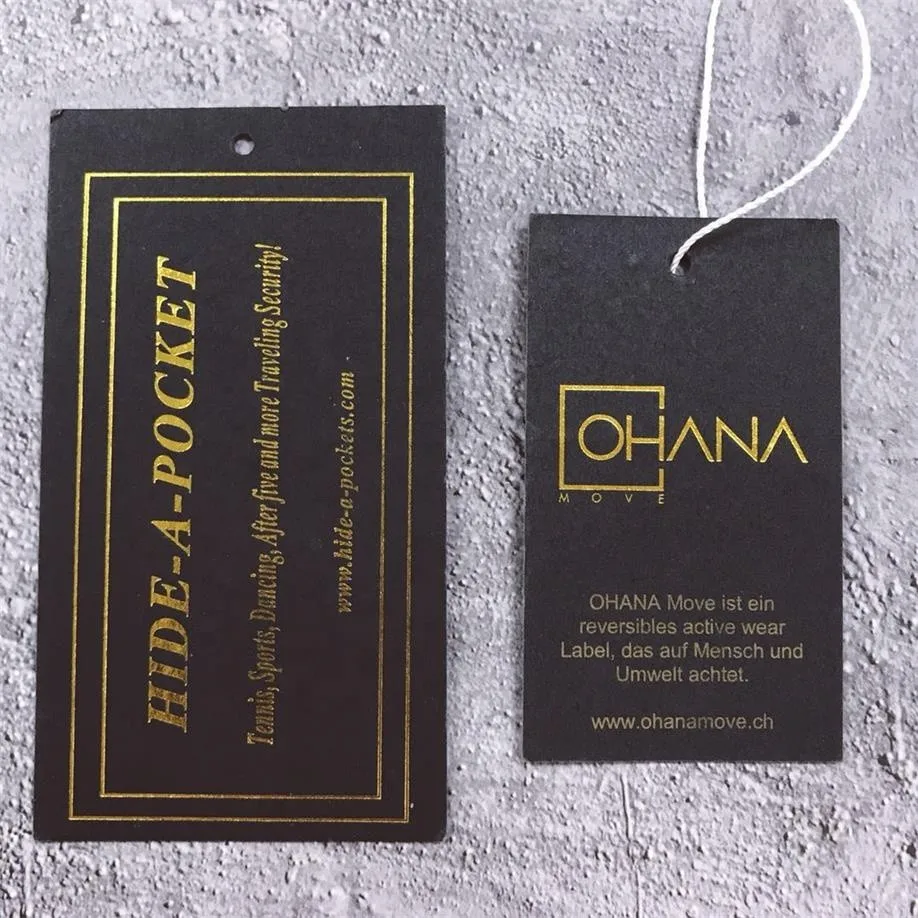 HIDE-A-POCKET
Tennis, Sports, Dancing, After five and more Traveling Security!
www.hide-a-pockets.com
OHANA
MOVE
OHANA Move ist ein
reversibles active wear
Label, das auf Mensch und
Umwelt achtet.
www.ohanamove.ch